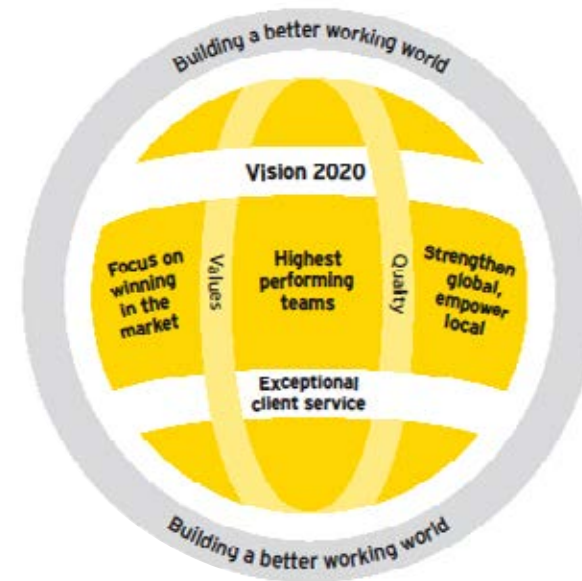 Building a better working world
Vision 2020
Focus on
winning
in the
market
Values
Highest
performing
teams
Quality
Strengthen
global,
empower
local
Exceptional
client service
Building a better working world